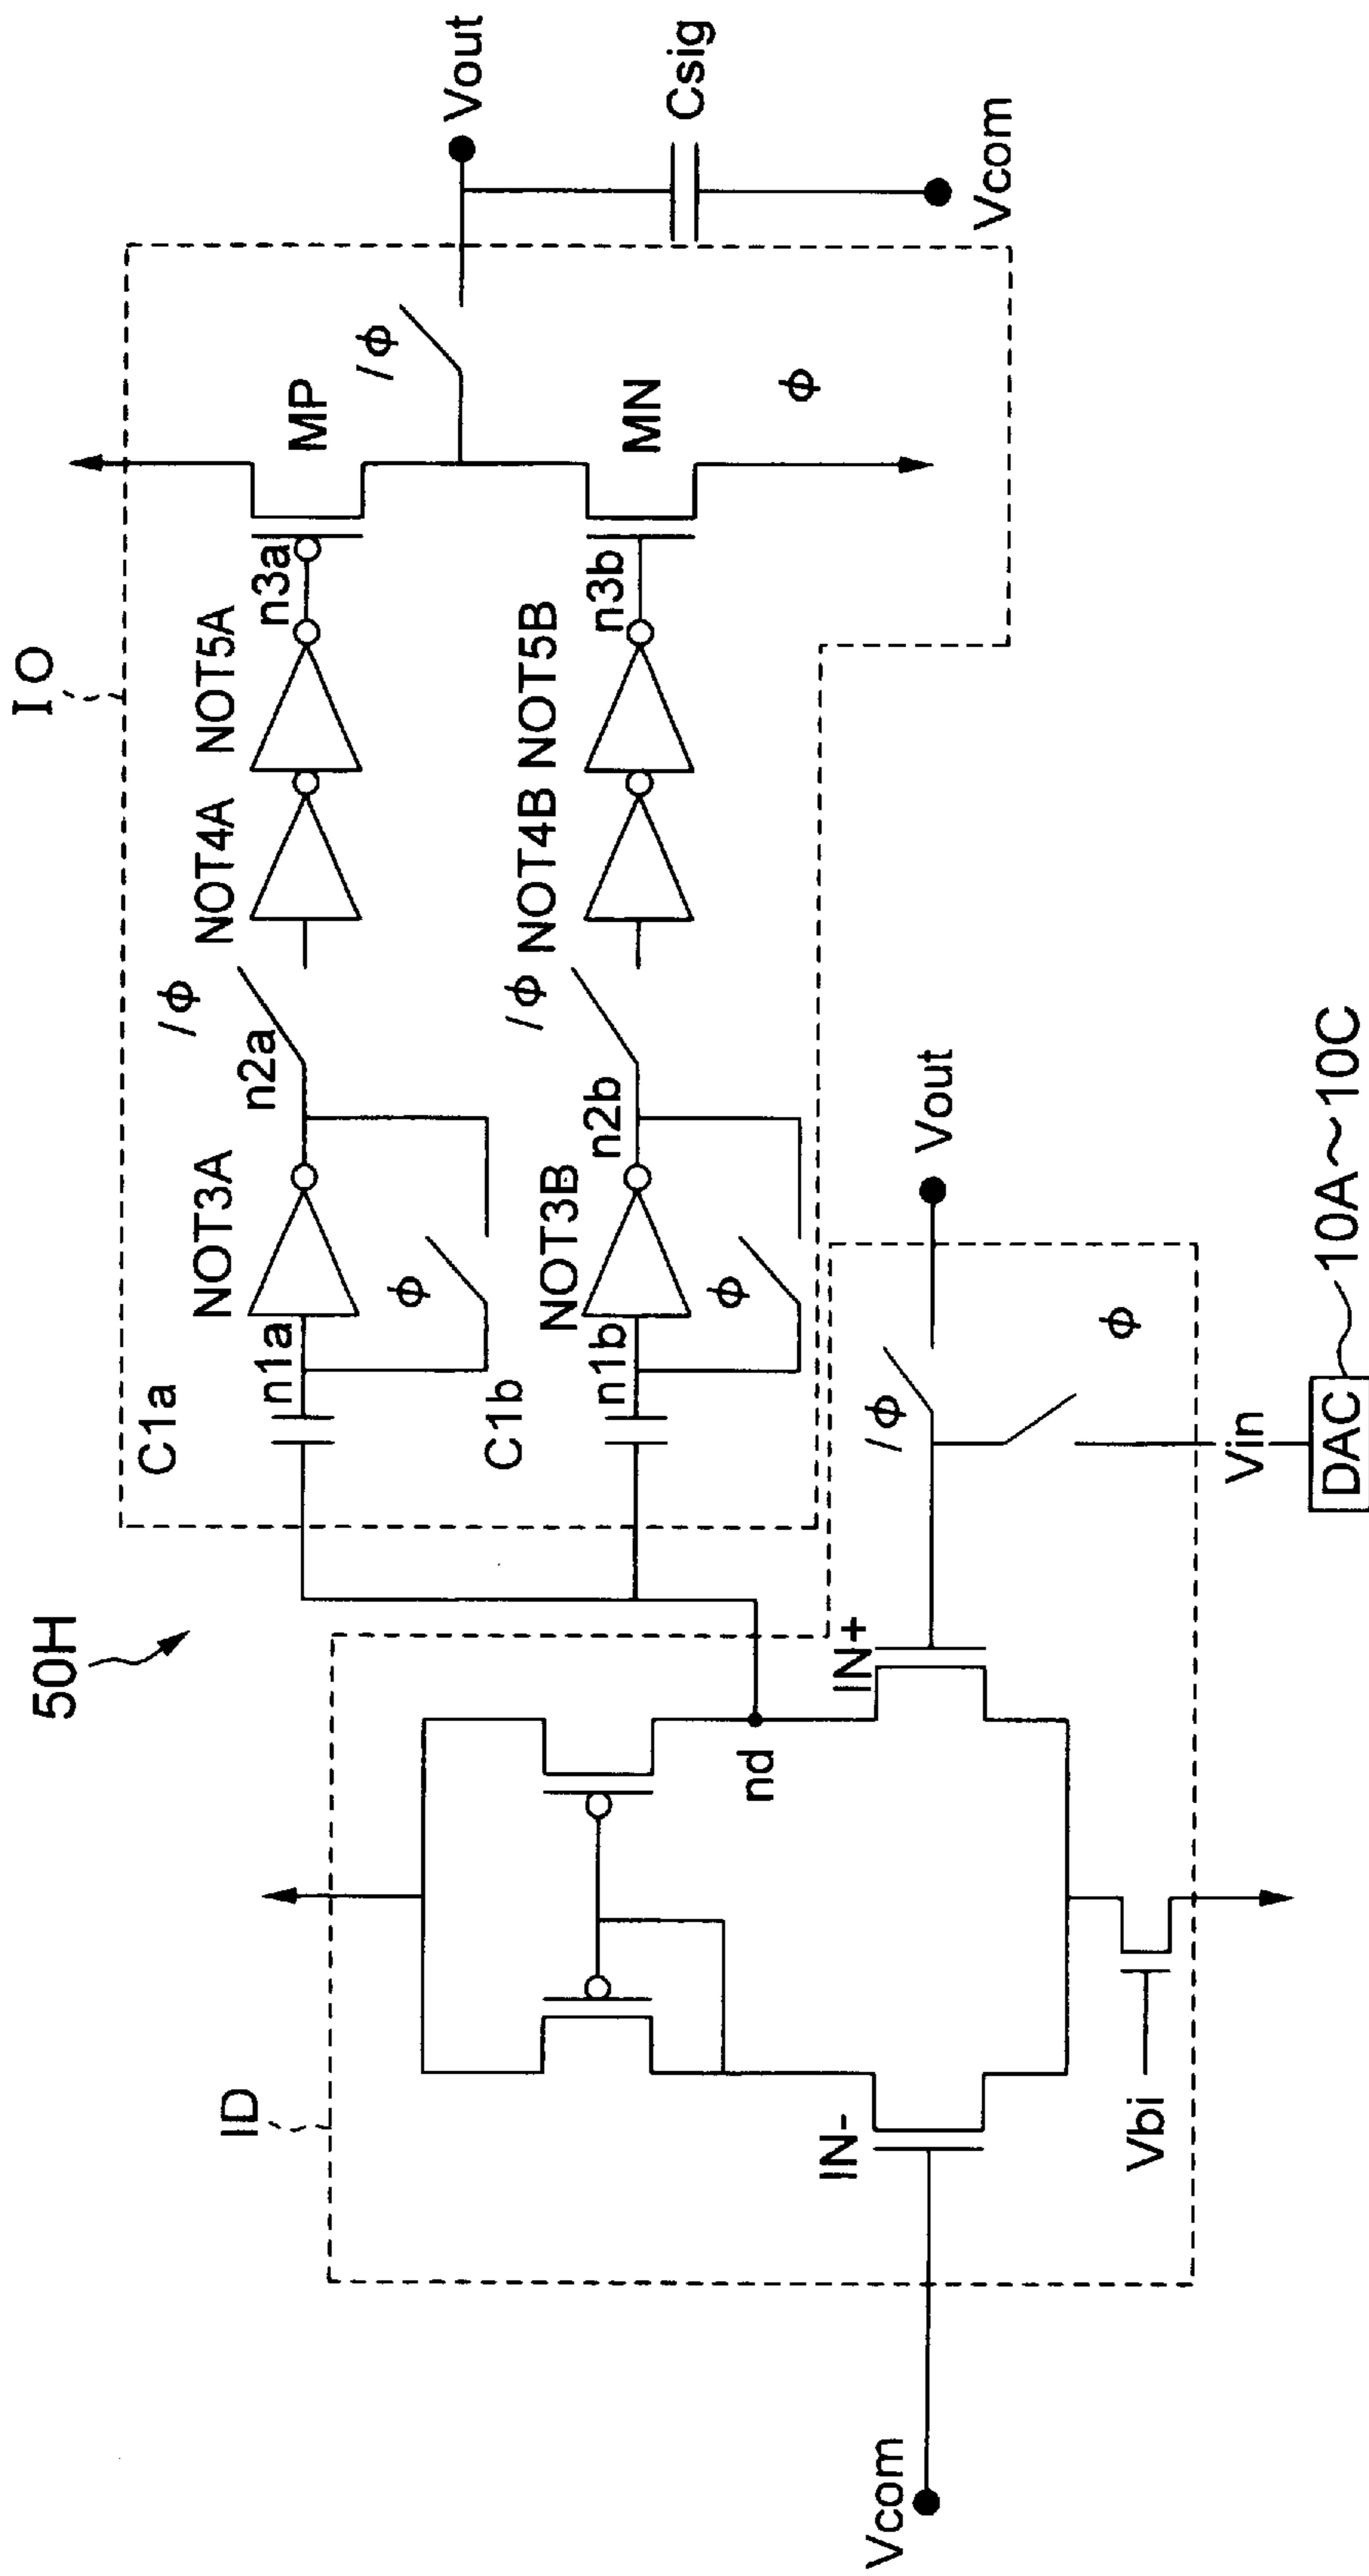 50H
IO
ID
C1a
n1a
NOT3A
n2a
/ϕ
NOT4A
NOT5A
n3a
MP
/ϕ
Vout
Csig
Vcom
ϕ
C1b
n1b
NOT3B
n2b
/ϕ
NOT4B
NOT5B
n3b
MN
ϕ
ϕ
nd
IN+
IN-
/ϕ
Vout
ϕ
Vin
DAC
10A~10C
Vbi
Vcom